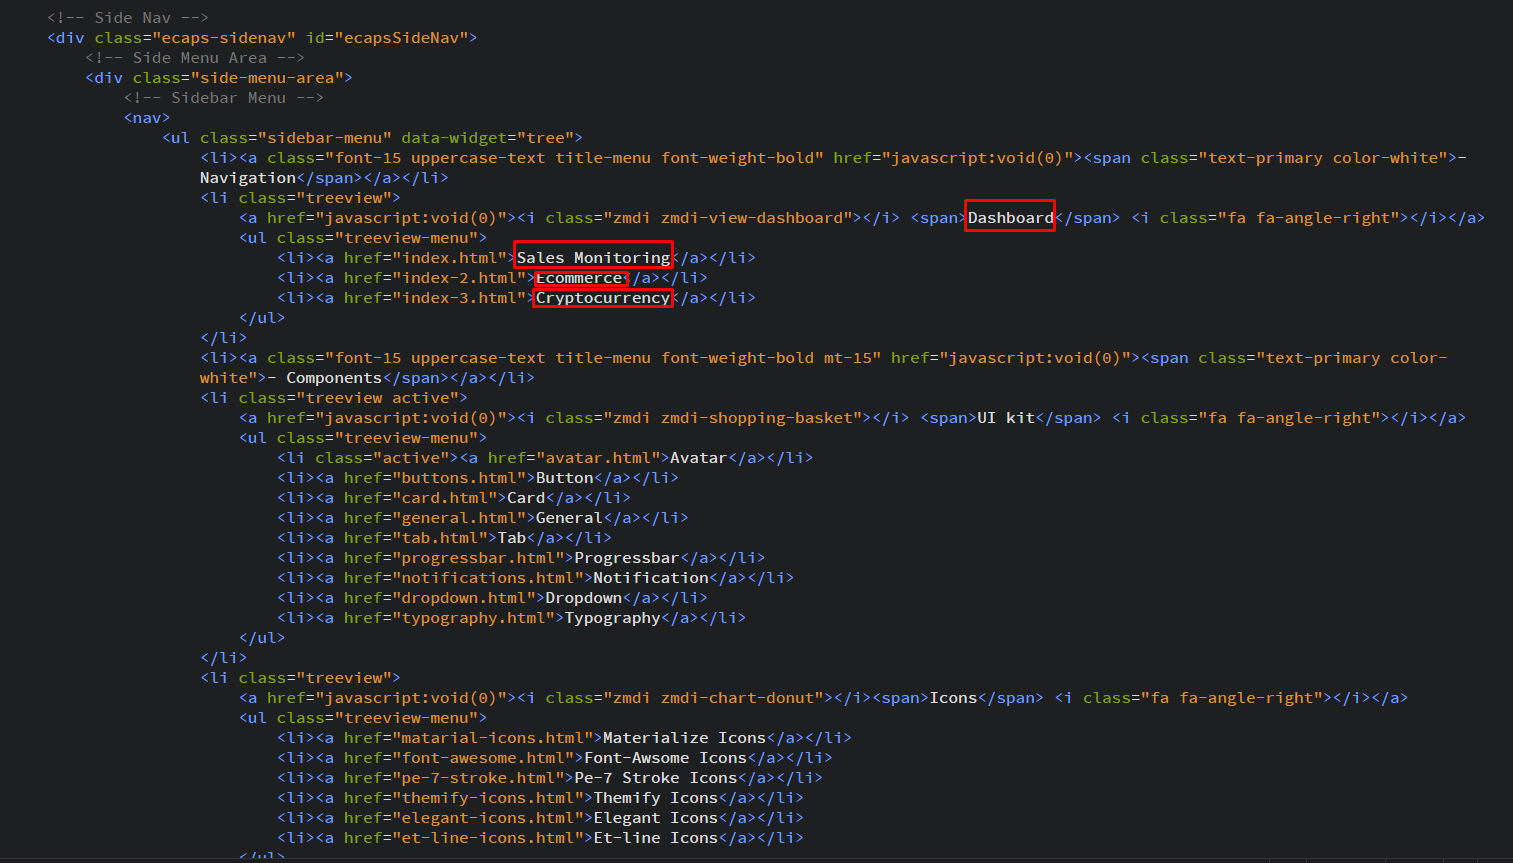 <!-- Side Nav -->
<div class="ecaps-sidenav" id="ecapsSideNav">
<!-- Side Menu Area -->
<div class="side-menu-area">
<!-- Sidebar Menu -->
<nav>
<ul class="sidebar-menu" data-widget="tree">
<li><a class="font-15 uppercase-text title-menu font-weight-bold" href="javascript:void(0)"><span class="text-primary color-white">-
Navigation</span></a></li>
<li class="treeview">
<a href="javascript:void(0)"><i class="zmdi zmdi-view-dashboard"></i> <span>Dashboard</span> <i class="fa fa-angle-right"></i></a>
<ul class="treeview-menu">
<li><a href="index.html">Sales Monitoring</a></li>
<li><a href="index-2.html">Ecommerce</a></li>
<li><a href="index-3.html">Cryptocurrency</a></li>
</ul>
</li>
<li><a class="font-15 uppercase-text title-menu font-weight-bold mt-15" href="javascript:void(0)"><span class="text-primary color-
white">- Components</span></a></li>
<li class="treeview active">
<a href="javascript:void(0)"><i class="zmdi zmdi-shopping-basket"></i> <span>UI kit</span> <i class="fa fa-angle-right"></i></a>
<ul class="treeview-menu">
<li class="active"><a href="avatar.html">Avatar</a></li>
<li><a href="buttons.html">Button</a></li>
<li><a href="card.html">Card</a></li>
<li><a href="general.html">General</a></li>
<li><a href="tab.html">Tab</a></li>
<li><a href="progressbar.html">Progressbar</a></li>
<li><a href="notifications.html">Notification</a></li>
<li><a href="dropdown.html">Dropdown</a></li>
<li><a href="typography.html">Typography</a></li>
</ul>
</li>
<li class="treeview">
<a href="javascript:void(0)"><i class="zmdi zmdi-chart-donut"></i><span>Icons</span> <i class="fa fa-angle-right"></i></a>
<ul class="treeview-menu">
<li><a href="matarial-icons.html">Materialize Icons</a></li>
<li><a href="font-awesome.html">Font-Awsome Icons</a></li>
<li><a href="pe-7-stroke.html">Pe-7 Stroke Icons</a></li>
<li><a href="themify-icons.html">Themify Icons</a></li>
<li><a href="elegant-icons.html">Elegant Icons</a></li>
<li><a href="et-line-icons.html">Et-line Icons</a></li>
</ul>